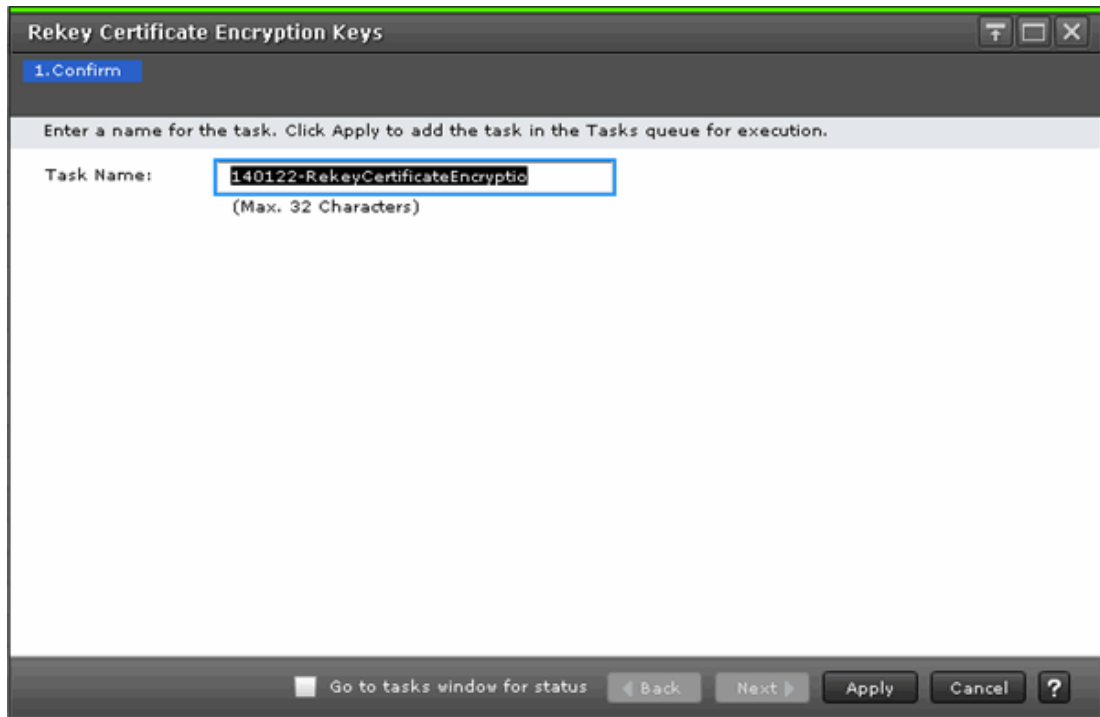 Rekey Certificate Encryption Keys
1.Confirm
Enter a name for the task. Click Apply to add the task in the Tasks queue for execution.
Task Name: 140122-RekeyCertificateEncryptio
(Max. 32 Characters)
Go to tasks window for status Back Next Apply Cancel ?